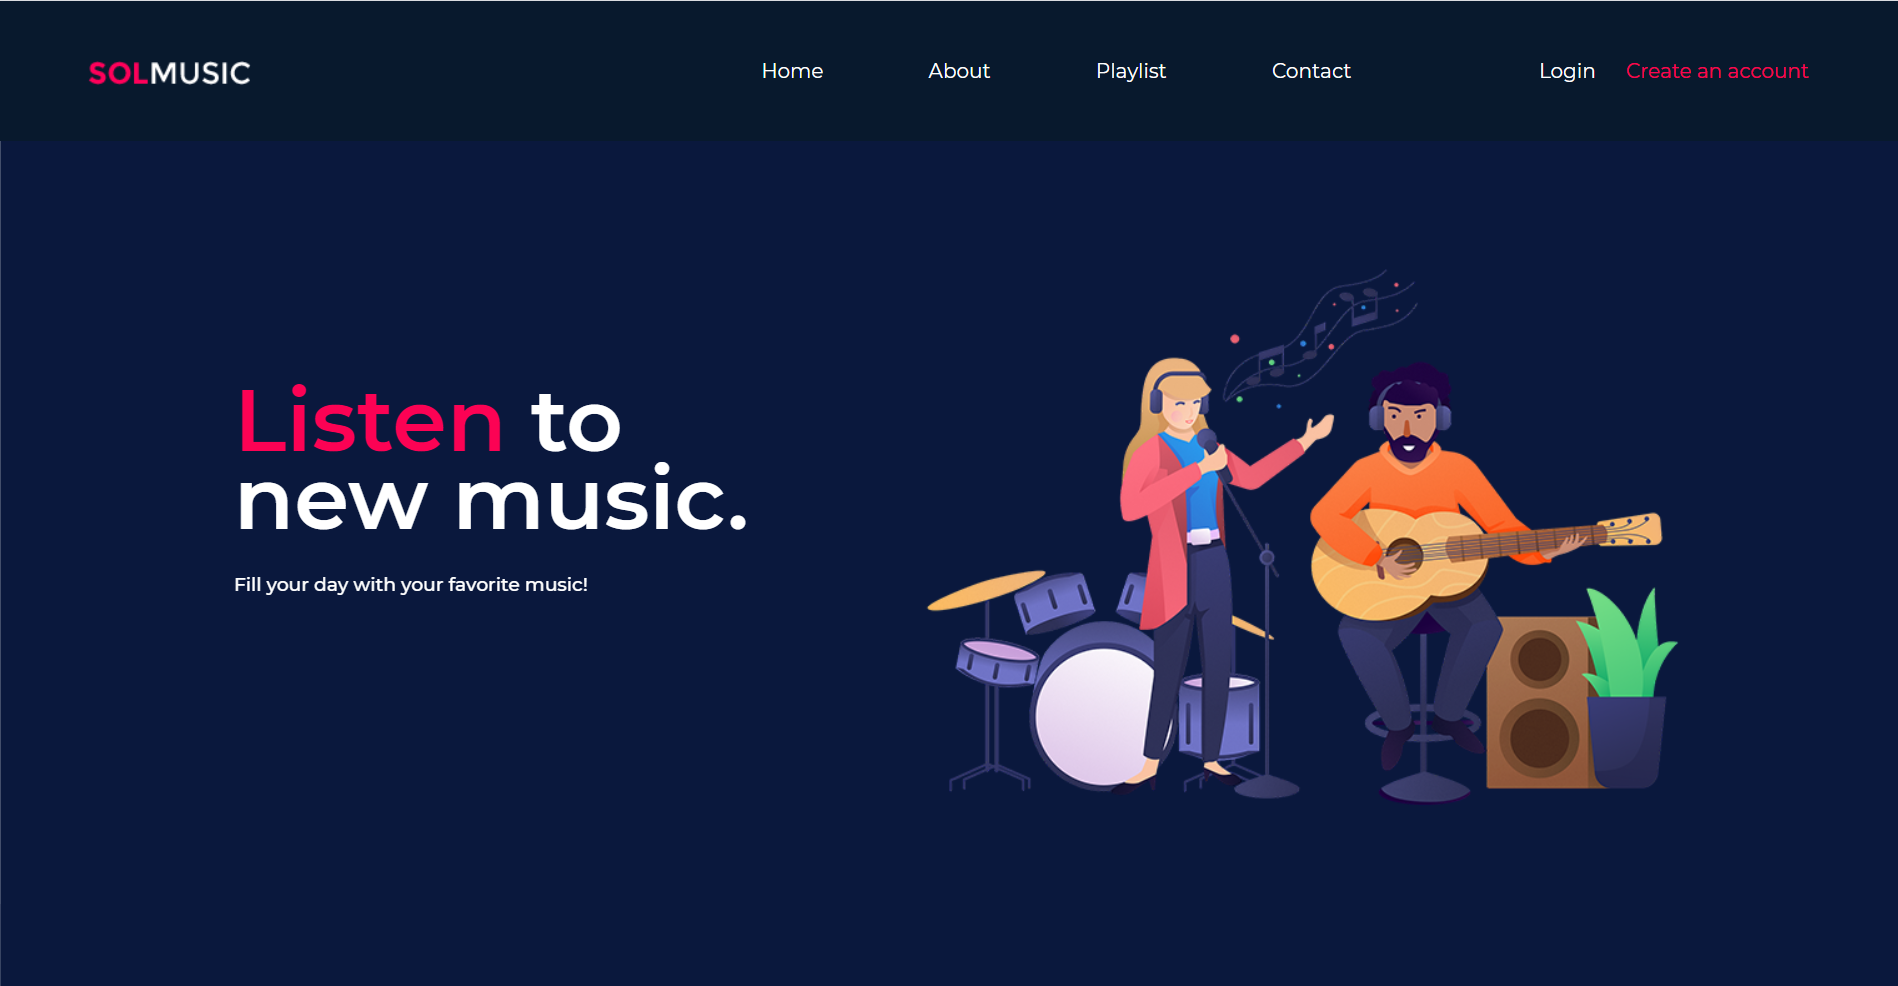 SOLMUSIC
Home About Playlist Contact Login Create an account
Listen to
new music.
Fill your day with your favorite music!